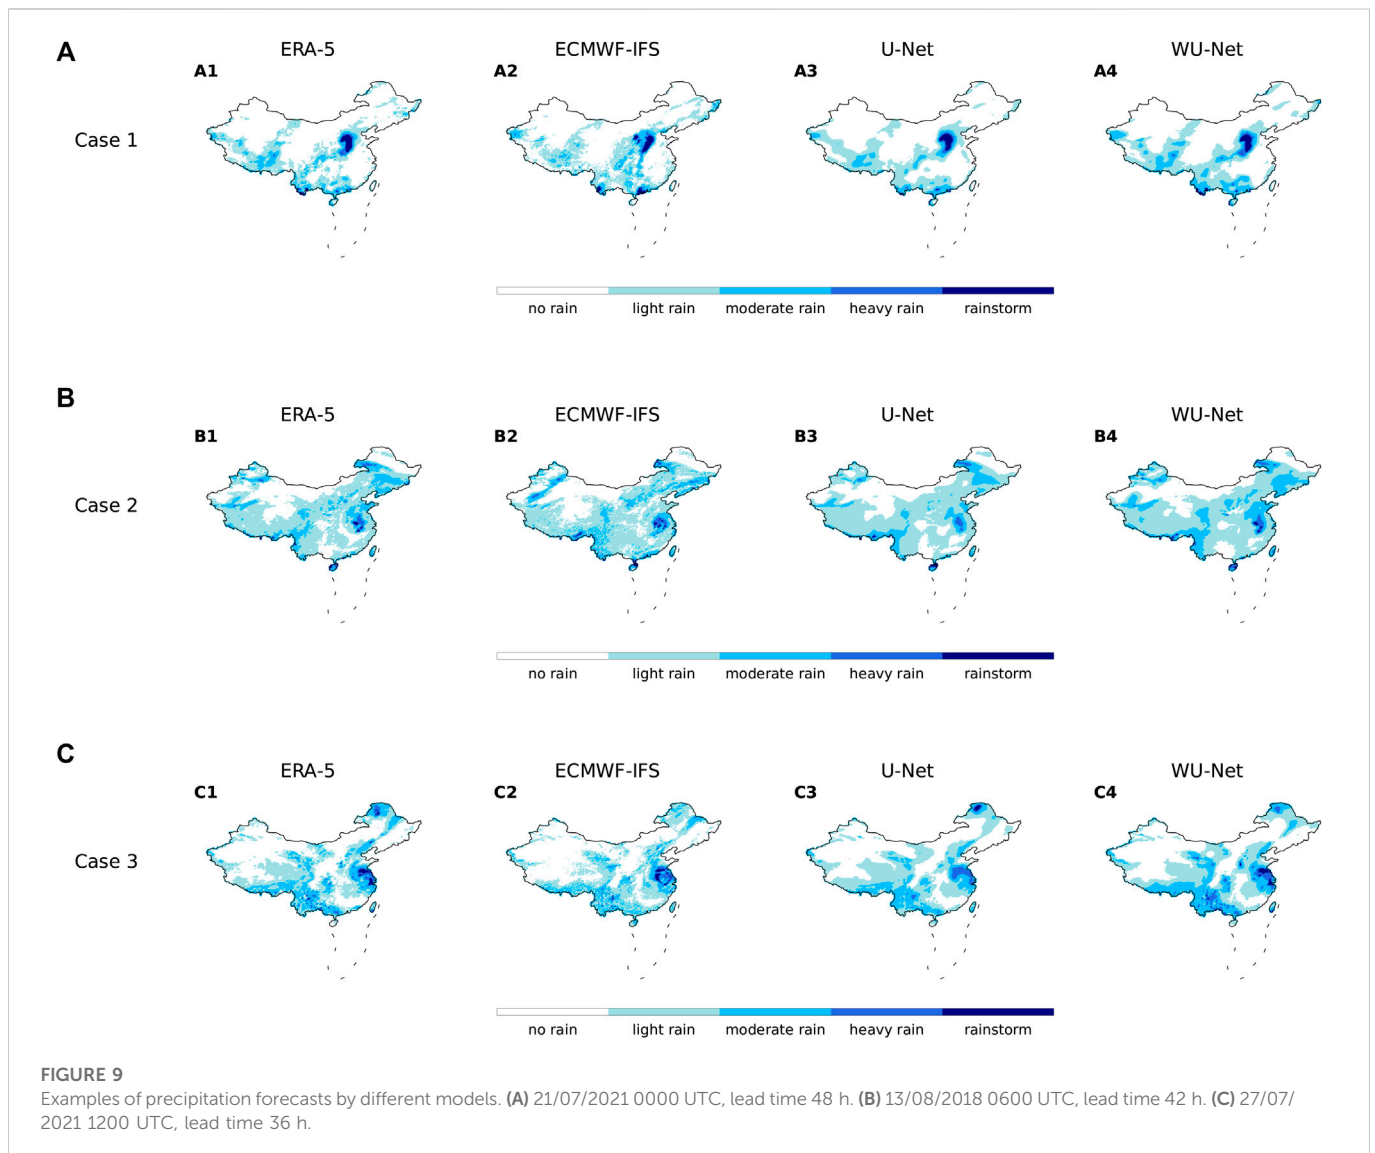 A
ERA-5 ECMWF-IFS U-Net WU-Net
A1 A2 A3 A4
Case 1
no rain light rain moderate rain heavy rain rainstorm
B
ERA-5 ECMWF-IFS U-Net WU-Net
B1 B2 B3 B4
Case 2
no rain light rain moderate rain heavy rain rainstorm
C
ERA-5 ECMWF-IFS U-Net WU-Net
C1 C2 C3 C4
Case 3
no rain light rain moderate rain heavy rain rainstorm
FIGURE 9
Examples of precipitation forecasts by different models. (A) 21/07/2021 0000 UTC, lead time 48 h. (B) 13/08/2018 0600 UTC, lead time 42 h. (C) 27/07/
2021 1200 UTC, lead time 36 h.